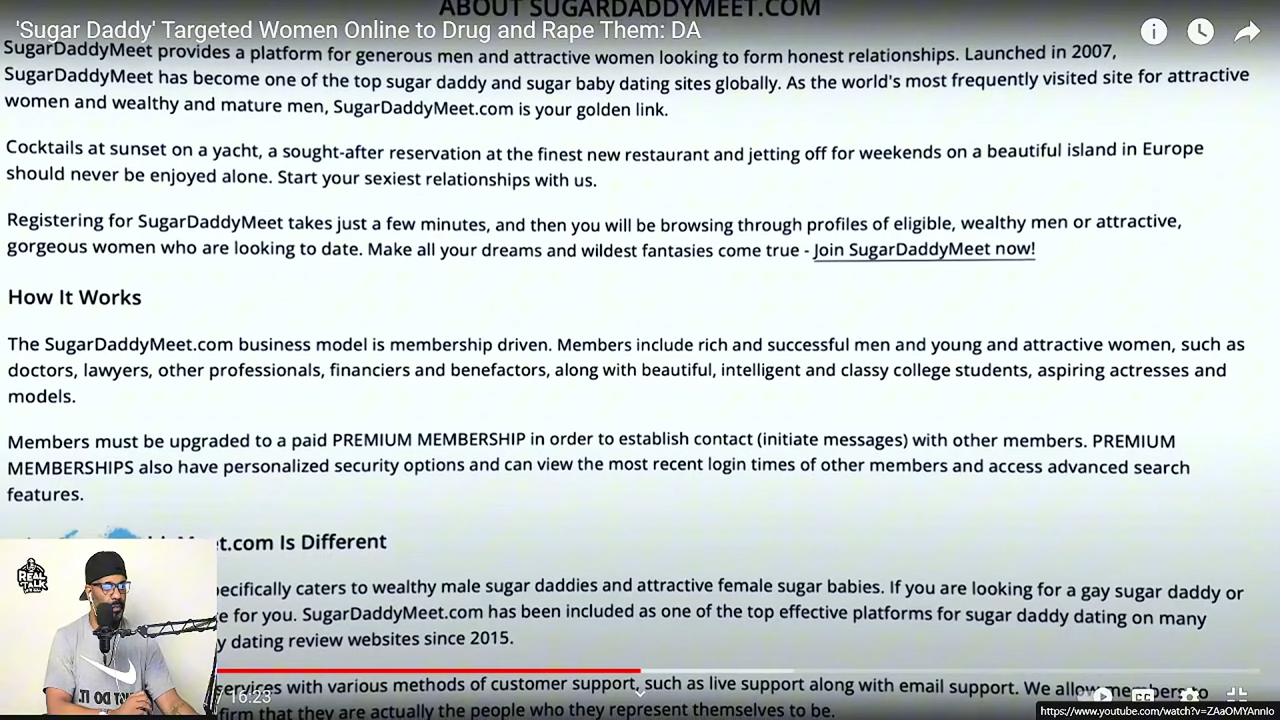 ABOUT SUGARDADDYMEET.COM
'Sugar Daddy' Targeted Women Online to Drug and Rape Them: DA
SugarDaddyMeet provides a platform for generous men and attractive women looking to form honest relationships. Launched in 2007,
SugarDaddyMeet has become one of the top sugar daddy and sugar baby dating sites globally. As the world's most frequently visited site for attractive
women and wealthy and mature men, SugarDaddyMeet.com is your golden link.
Cocktails at sunset on a yacht, a sought-after reservation at the finest new restaurant and jetting off for weekends on a beautiful island in Europe
should never be enjoyed alone. Start your sexiest relationships with us.
Registering for SugarDaddyMeet takes just a few minutes, and then you will be browsing through profiles of eligible, wealthy men or attractive,
gorgeous women who are looking to date. Make all your dreams and wildest fantasies come true - Join SugarDaddyMeet now!
How It Works
The SugarDaddyMeet.com business model is membership driven. Members include rich and successful men and young and attractive women, such as
doctors, lawyers, other professionals, financiers and benefactors, along with beautiful, intelligent and classy college students, aspiring actresses and
models.
Members must be upgraded to a paid PREMIUM MEMBERSHIP in order to establish contact (initiate messages) with other members. PREMIUM
MEMBERSHIPS also have personalized security options and can view the most recent login times of other members and access advanced search
features.
t.com Is Different
pecifically caters to wealthy male sugar daddies and attractive female sugar babies. If you are looking for a gay sugar daddy or
e for you. SugarDaddyMeet.com has been included as one of the top effective platforms for sugar daddy dating on many
y dating review websites since 2015.
REAL
TALK
services with various methods of customer support, such as live support along with email support. We allow members to
/ 16:23
firm that they are actually the people who they represent themselves to be.
https://www.youtube.com/watch?v=ZAaOMYAnnlo